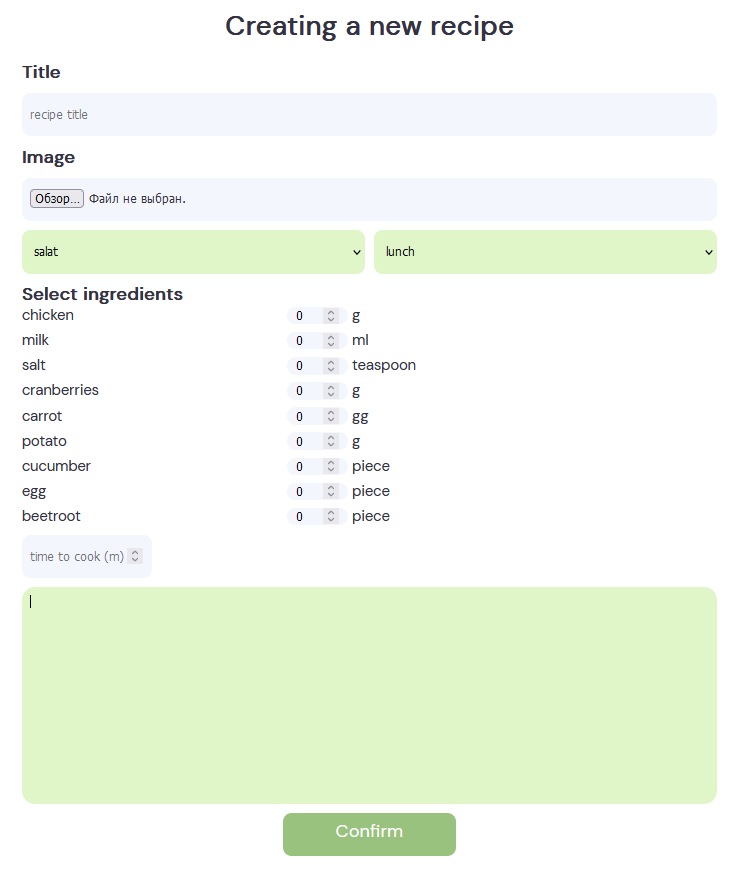 Creating a new recipe
Title
recipe title
Image
Обзор... Файл не выбран.
salat lunch
Select ingredients
chicken 0 g
milk 0 ml
salt 0 teaspoon
cranberries 0 g
carrot 0 gg
potato 0 g
cucumber 0 piece
egg 0 piece
beetroot 0 piece
time to cook (m)
Confirm